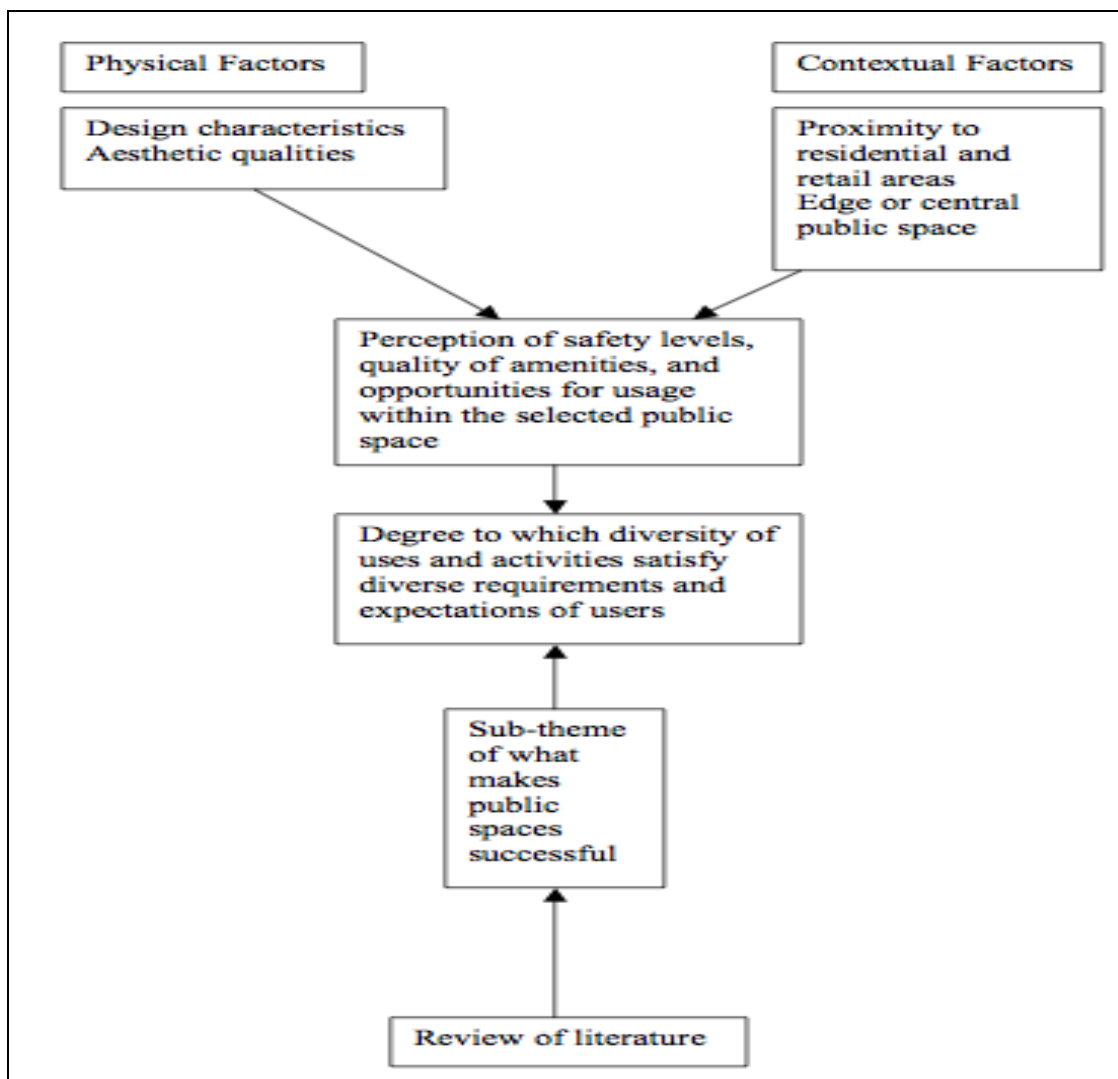 Physical Factors
Contextual Factors
Design characteristics
Aesthetic qualities
Proximity to
residential and
retail areas
Edge or central
public space
Perception of safety levels,
quality of amenities, and
opportunities for usage
within the selected public
space
Degree to which diversity of
uses and activities satisfy
diverse requirements and
expectations of users
Sub-theme
of what
makes
public
spaces
successful
Review of literature